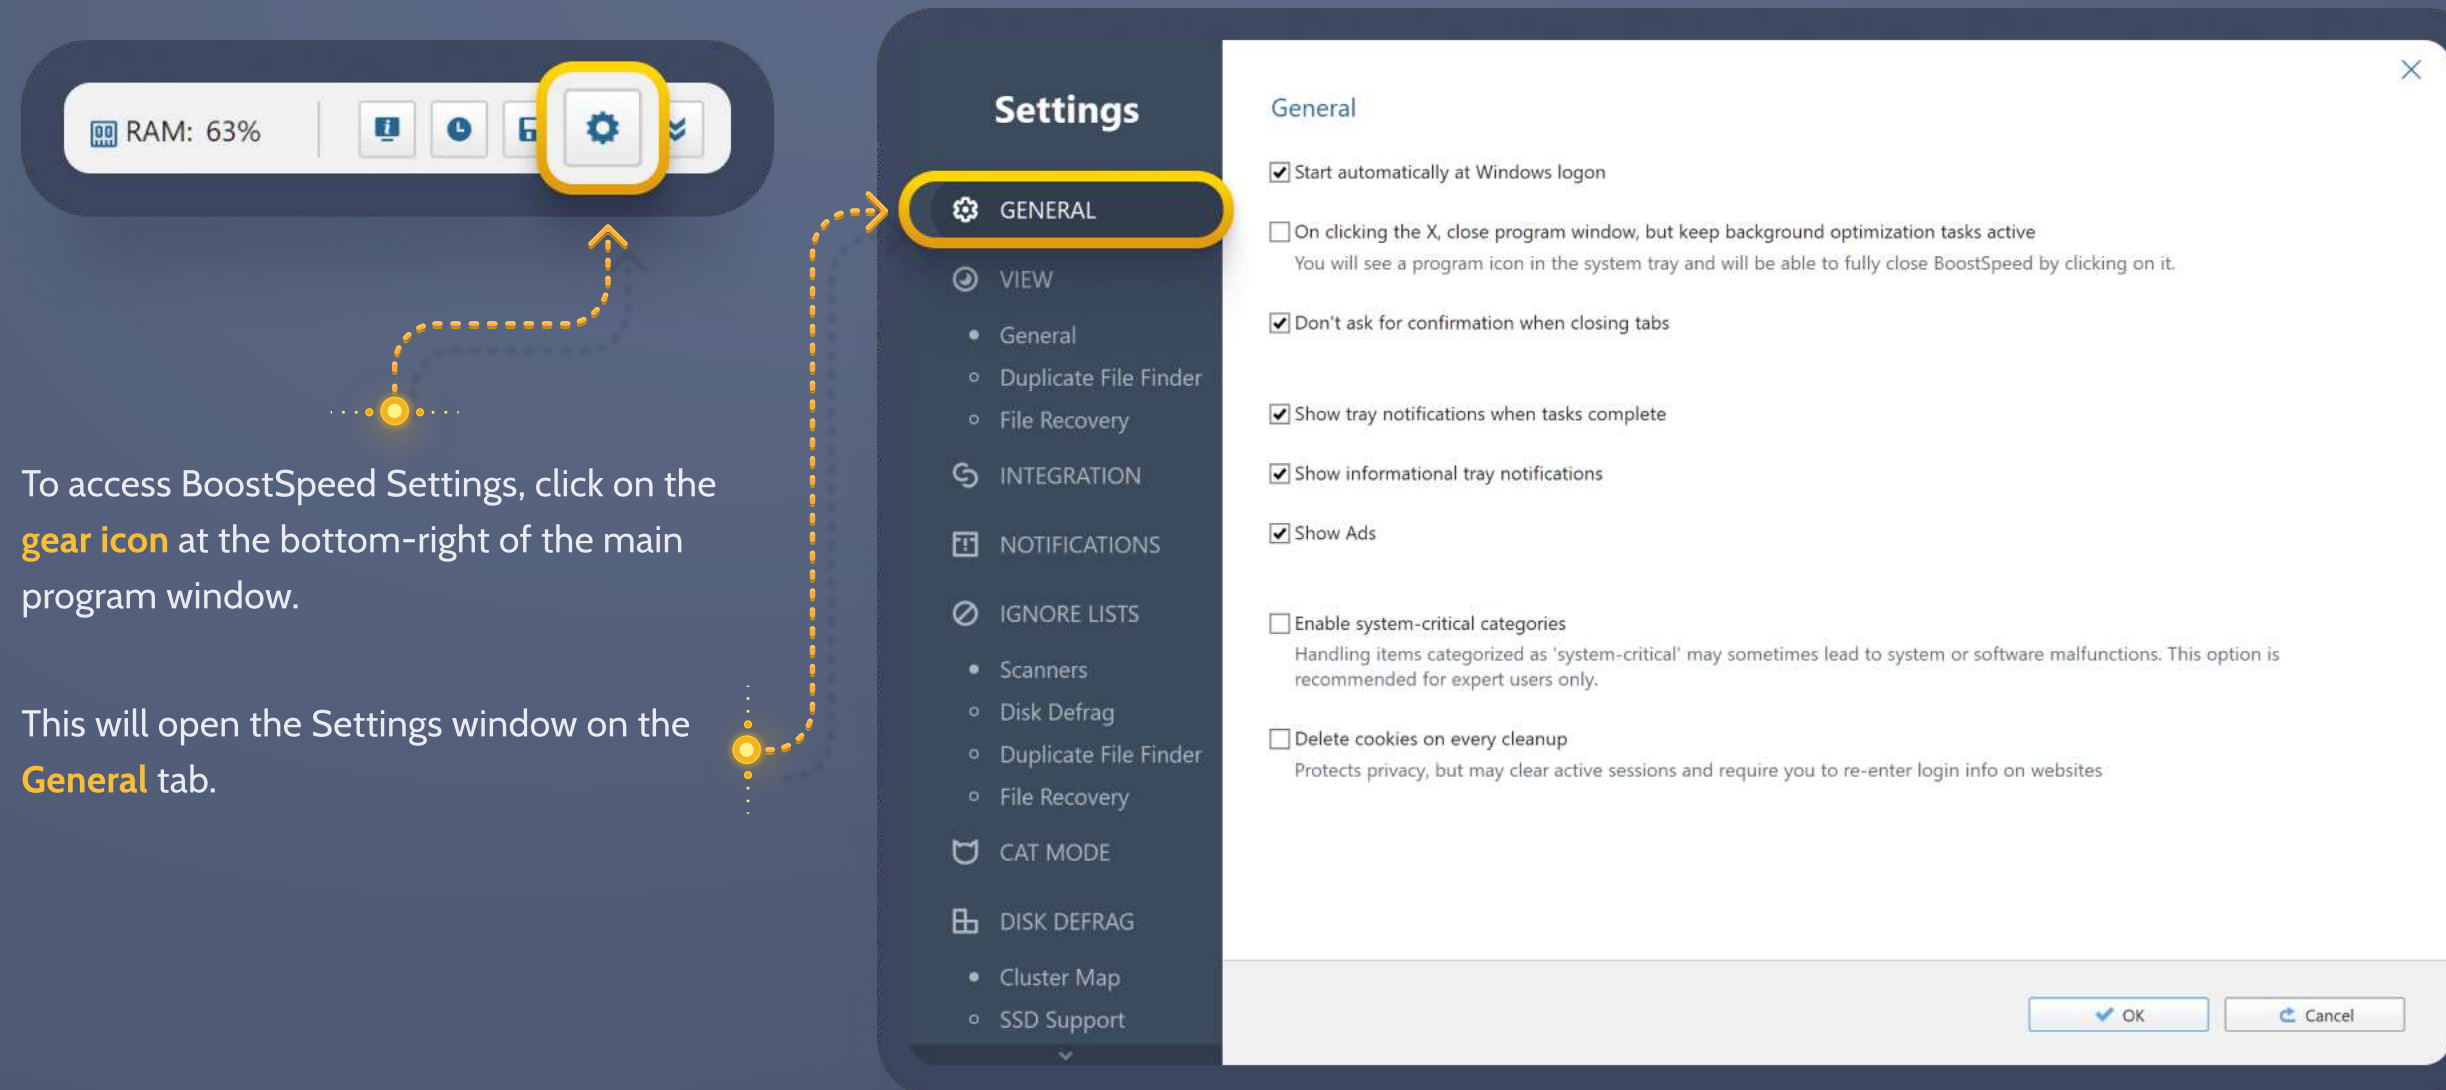 RAM: 63%
To access BoostSpeed Settings, click on the
gear icon at the bottom-right of the main
program window.
This will open the Settings window on the
General tab.
Settings
GENERAL
VIEW
General
Duplicate File Finder
File Recovery
INTEGRATION
NOTIFICATIONS
IGNORE LISTS
Scanners
Disk Defrag
Duplicate File Finder
File Recovery
CAT MODE
DISK DEFRAG
Cluster Map
SSD Support
General
Start automatically at Windows logon
On clicking the X, close program window, but keep background optimization tasks active
You will see a program icon in the system tray and will be able to fully close BoostSpeed by clicking on it.
Don't ask for confirmation when closing tabs
Show tray notifications when tasks complete
Show informational tray notifications
Show Ads
Enable system-critical categories
Handling items categorized as 'system-critical' may sometimes lead to system or software malfunctions. This option is
recommended for expert users only.
Delete cookies on every cleanup
Protects privacy, but may clear active sessions and require you to re-enter login info on websites
OK
Cancel